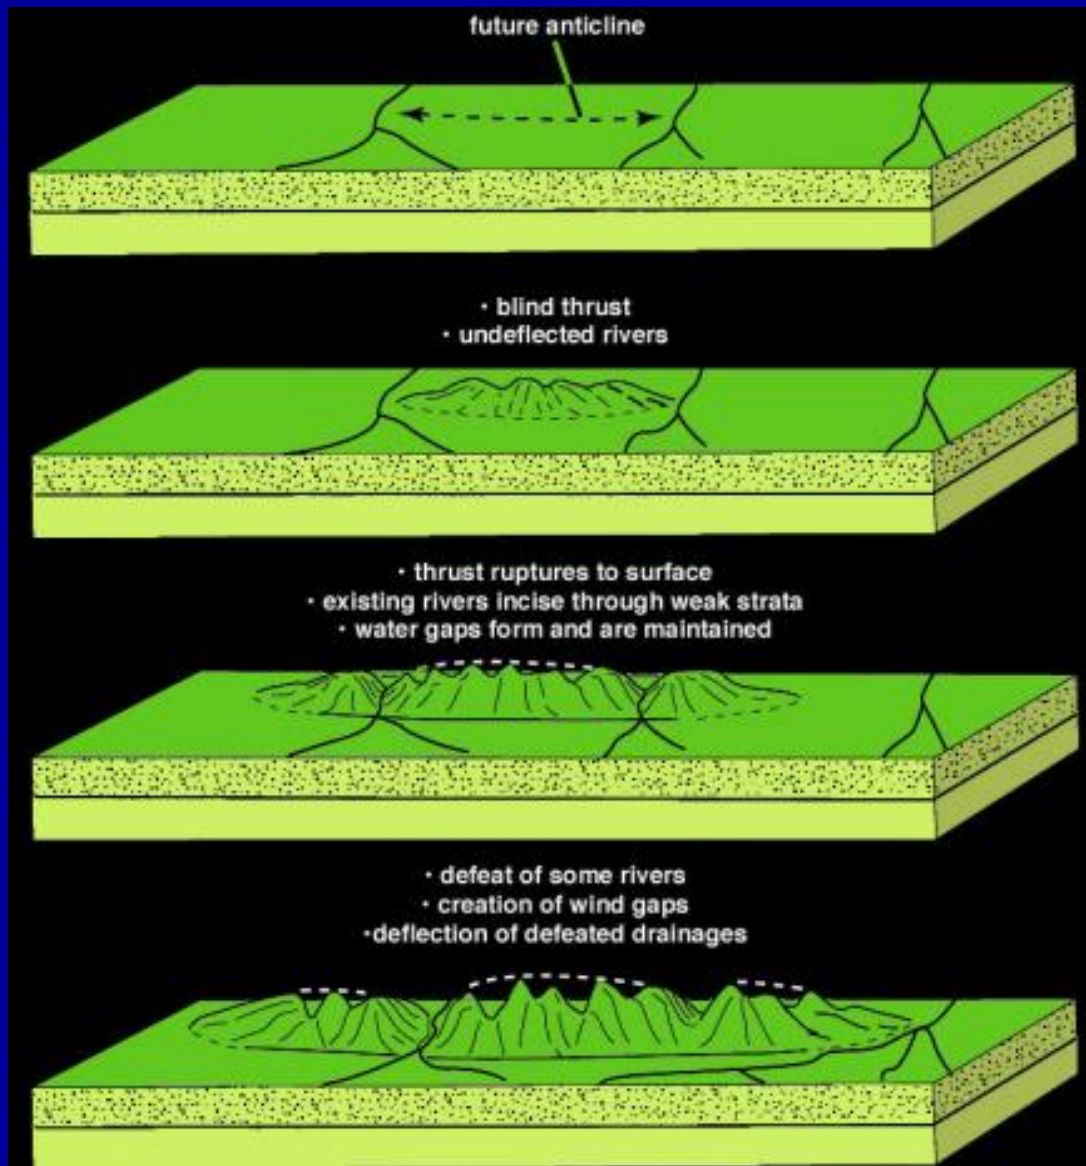 future anticline
· blind thrust
· undeflected rivers
· thrust ruptures to surface
· existing rivers incise through weak strata
· water gaps form and are maintained
· defeat of some rivers
· creation of wind gaps
·deflection of defeated drainages